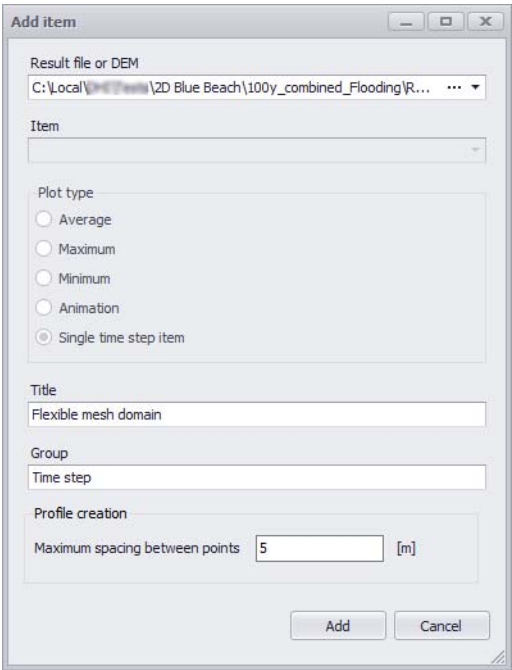 Add item
Result file or DEM
C:\Local\ \2D Blue Beach\100y_combined_Flooding\R... ...
Item
Plot type
Average
Maximum
Minimum
Animation
Single time step item
Title
Flexible mesh domain
Group
Time step
Profile creation
Maximum spacing between points 5 [m]
Add Cancel